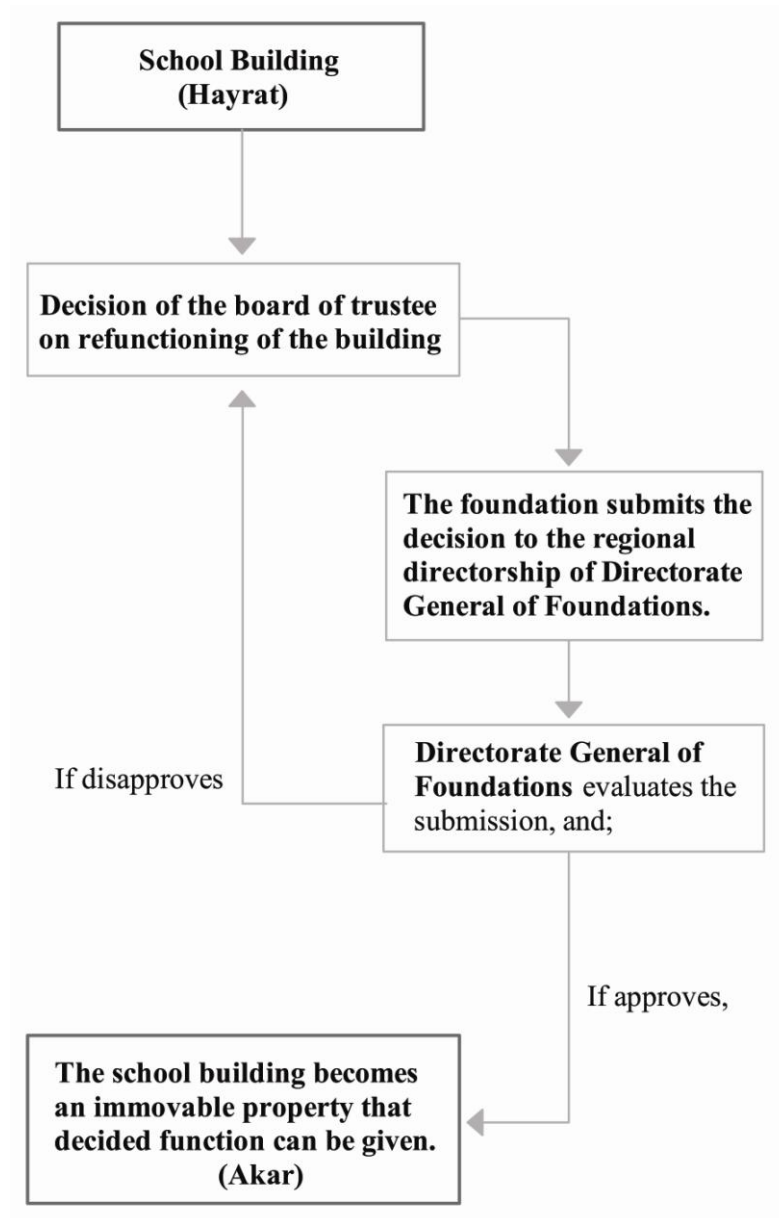 School Building
(Hayrat)
Decision of the board of trustee
on refunctioning of the building
The foundation submits the
decision to the regional
directorship of Directorate
General of Foundations.
Directorate General of
Foundations evaluates the
submission, and;
If disapproves
If approves,
The school building becomes
an immovable property that
decided function can be given.
(Akar)